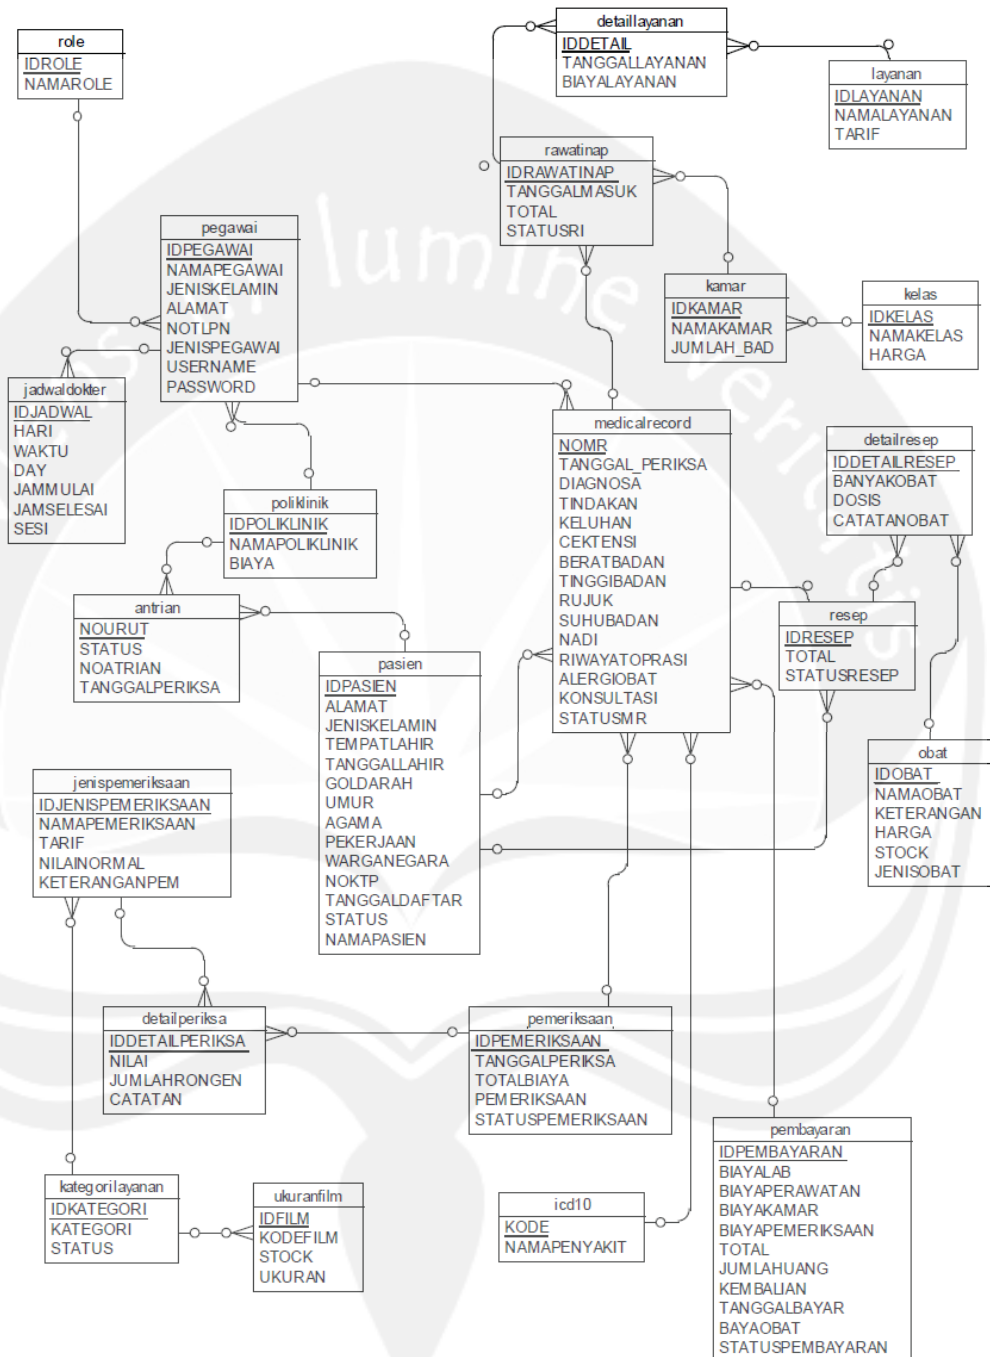 role
IDROLE
NAMAROLE
detaillayanan
IDDETAIL
TANGGALLAYANAN
BIAYALAYANAN
layanan
IDLAYANAN
NAMALAYANAN
TARIF
rawatinap
IDRAWATINAP
TANGGALMASUK
TOTAL
STATUSRI
pegawai
IDPEGAWAI
NAMAPEGAWAI
JENISKELAMIN
ALAMAT
NOTLPN
JENISPEGAWAI
USERNAME
PASSWORD
kamar
IDKAMAR
NAMAKAMAR
JUMLAH_BAD
kelas
IDKELAS
NAMAKELAS
HARGA
jadwaldokter
IDJADWAL
HARI
WAKTU
DAY
JAMMULAI
JAMSELESAI
SESI
medicalrecord
NOMR
TANGGAL_PERIKSA
DIAGNOSA
TINDAKAN
KELUHAN
CEKTENSI
BERATBADAN
TINGGIBADAN
RUJUK
SUHUBADAN
NADI
RIWAYATOPRASI
ALERGIOBAT
KONSULTASI
STATUSMR
detailresep
IDDETAILRESEP
BANYAKOBAT
DOSIS
CATATANOBAT
poliklinik
IDPOLIKLINIK
NAMAPOLIKLINIK
BIAYA
antrian
NOURUT
STATUS
NOATRIAN
TANGGALPERIKSA
resep
IDRESEP
TOTAL
STATUSRESEP
pasien
IDPASIEN
ALAMAT
JENISKELAMIN
TEMPATLAHIR
TANGGALLAHIR
GOLDARAH
UMUR
AGAMA
PEKERJAAN
WARGANEGARA
NOKTP
TANGGALDAFTAR
STATUS
NAMAPASIEN
obat
IDOBAT
NAMAOBAT
KETERANGAN
HARGA
STOCK
JENISOBAT
jenispemeriksaan
IDJENISPEMERIKSAAN
NAMAPEMERIKSAAN
TARIF
NILAINORMAL
KETERANGANPEM
detailperiksa
IDDETAILPERIKSA
NILAI
JUMLAHRONGEN
CATATAN
pemeriksaan
IDPEMERIKSAAN
TANGGALPERIKSA
TOTALBIAYA
PEMERIKSAAN
STATUSPEMERIKSAAN
pembayaran
IDPEMBAYARAN
BIAYALAB
BIAYAPERAWATAN
BIAYAKAMAR
BIAYAPEMERIKSAAN
TOTAL
JUMLAHUANG
KEMBALIAN
TANGGALBAYAR
BAYAOBAT
STATUSPEMBAYARAN
kategorilayanan
IDKATEGORI
KATEGORI
STATUS
ukuranfilm
IDFILM
KODEFILM
STOCK
UKURAN
icd10
KODE
NAMAPENYAKIT
lumine veritatis